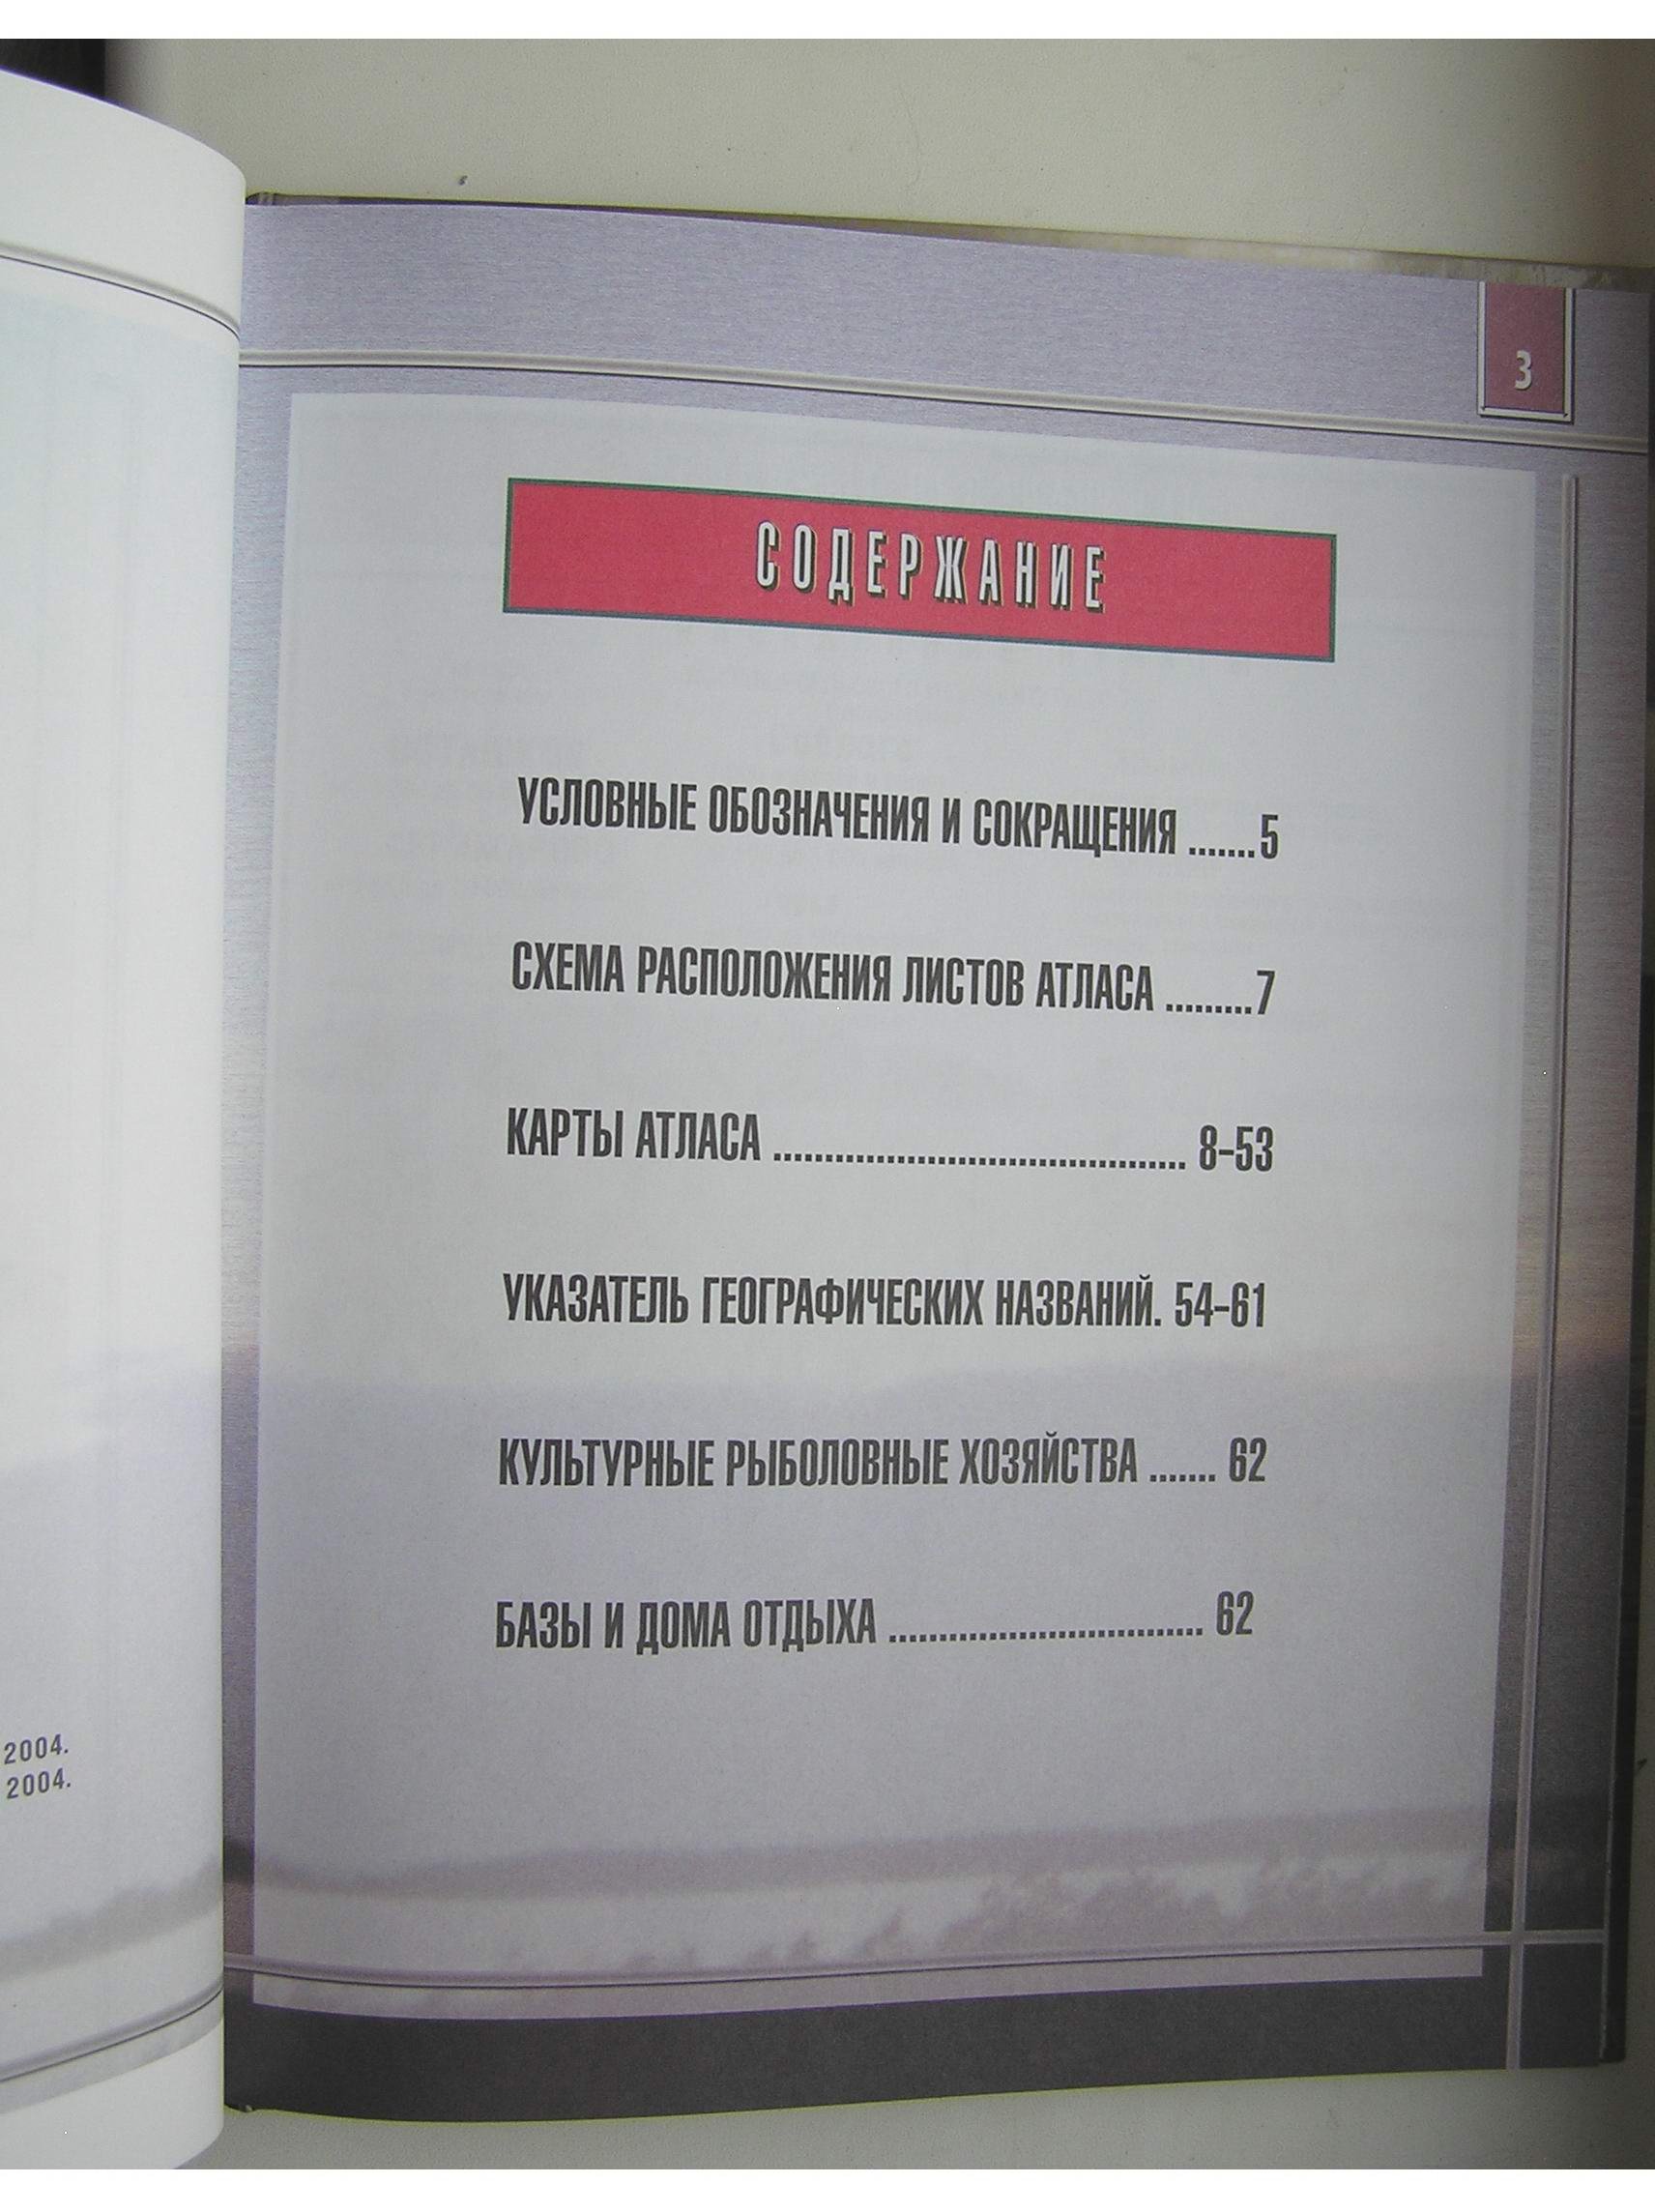 3
СОДЕРЖАНИЕ
УСЛОВНЫЕ ОБОЗНАЧЕНИЯ И СОКРАЩЕНИЯ .......5
СХЕМА РАСПОЛОЖЕНИЯ ЛИСТОВ АТЛАСА .........7
КАРТЫ АТЛАСА ......................................... 8–53
УКАЗАТЕЛЬ ГЕОГРАФИЧЕСКИХ НАЗВАНИЙ. 54–61
КУЛЬТУРНЫЕ РЫБОЛОВНЫЕ ХОЗЯЙСТВА ....... 62
БАЗЫ И ДОМА ОТДЫХА ................................ 62
2004.
2004.